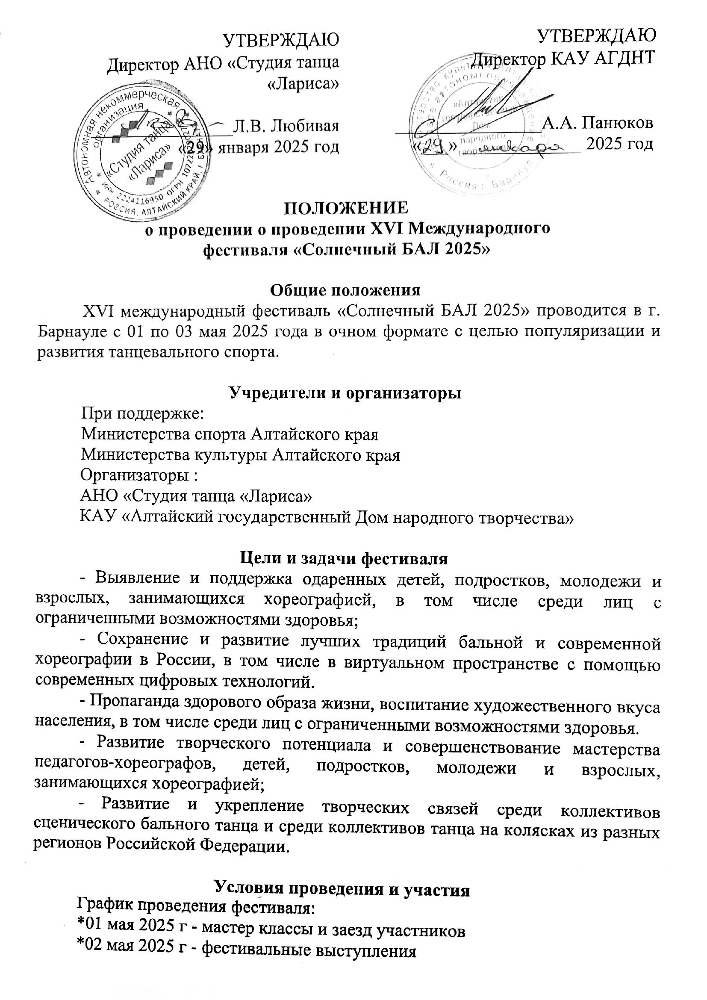 УТВЕРЖДАЮ
Директор АНО «Студия танца
«Лариса»
Л.В. Любивая
«29» января 2025 год
УТВЕРЖДАЮ
Директор КАУ АГДНТ
А.А. Панюков
«29» января 2025 год
Автономная некоммерческая
организация
«Студия танца
«Лариса»
ИНН 2224116950 ОГРН
РОССИЯ, АЛТАЙСКИЙ КРАЙ, г
«Алтайский
Дом
народного
Россия г. Барнаул
ПОЛОЖЕНИЕ
о проведении о проведении XVI Международного
фестиваля «Солнечный БАЛ 2025»
Общие положения
XVI международный фестиваль «Солнечный БАЛ 2025» проводится в г.
Барнауле с 01 по 03 мая 2025 года в очном формате с целью популяризации и
развития танцевального спорта.
Учредители и организаторы
При поддержке:
Министерства спорта Алтайского края
Министерства культуры Алтайского края
Организаторы :
АНО «Студия танца «Лариса»
КАУ «Алтайский государственный Дом народного творчества»
Цели и задачи фестиваля
- Выявление и поддержка одаренных детей, подростков, молодежи и
взрослых, занимающихся хореографией, в том числе среди лиц с
ограниченными возможностями здоровья;
- Сохранение и развитие лучших традиций бальной и современной
хореографии в России, в том числе в виртуальном пространстве с помощью
современных цифровых технологий.
- Пропаганда здорового образа жизни, воспитание художественного вкуса
населения, в том числе среди лиц с ограниченными возможностями здоровья.
- Развитие творческого потенциала и совершенствование мастерства
педагогов-хореографов, детей, подростков, молодежи и взрослых,
занимающихся хореографией;
- Развитие и укрепление творческих связей среди коллективов
сценического бального танца и среди коллективов танца на колясках из разных
регионов Российской Федерации.
Условия проведения и участия
График проведения фестиваля:
*01 мая 2025 г - мастер классы и заезд участников
*02 мая 2025 г - фестивальные выступления